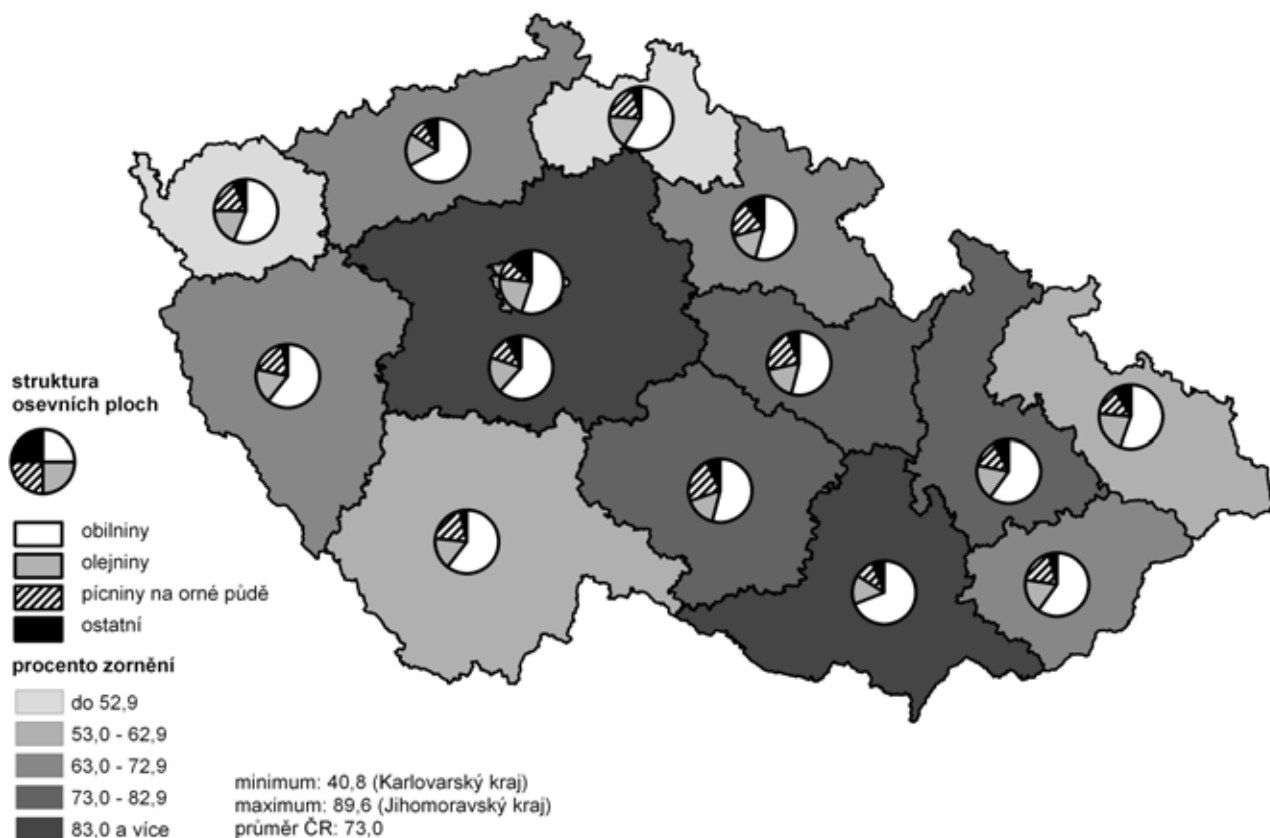 struktura
osevních ploch
obilniny
olejniny
pícniny na orné půdě
ostatní
procento zornění
do 52,9
53,0 - 62,9
63,0 - 72,9
73,0 - 82,9
83,0 a více
minimum: 40,8 (Karlovarský kraj)
maximum: 89,6 (Jihomoravský kraj)
průměr ČR: 73,0